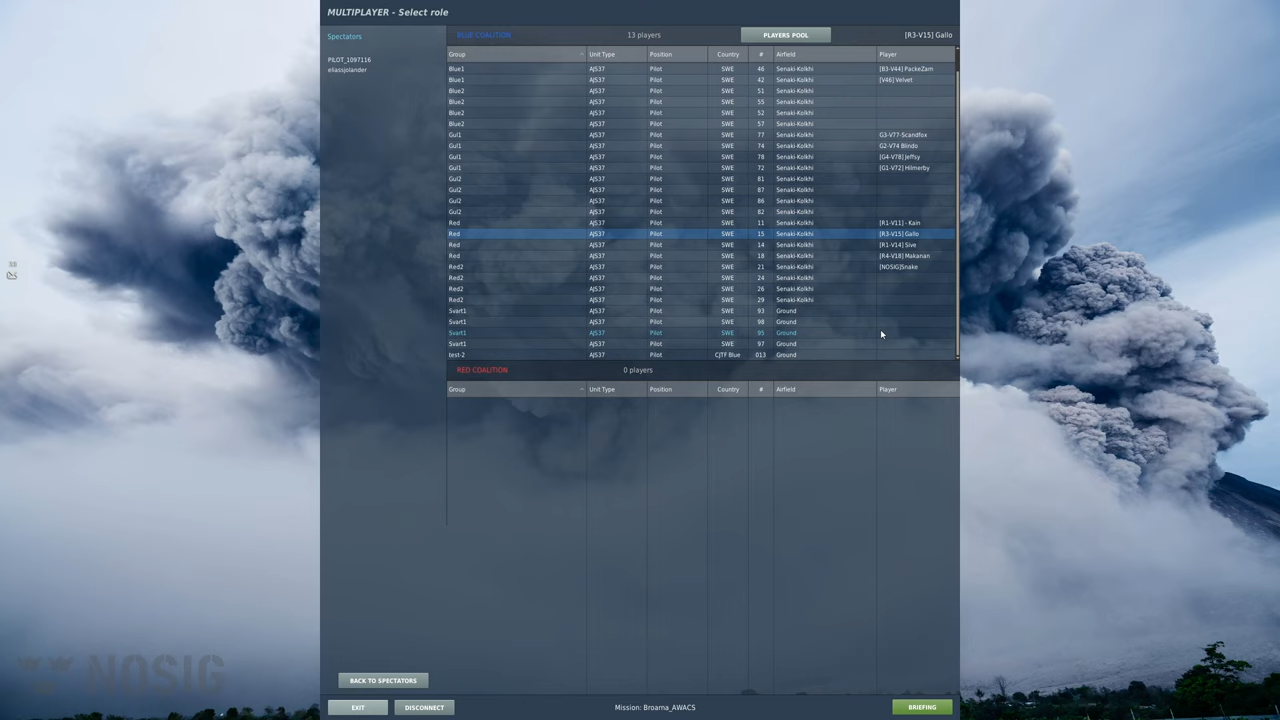 MULTIPLAYER - Select role
Spectators
PILOT_1097116
eliassjolander
BLUE COALITION 13 players PLAYERS POOL [R3-V15] Gallo
Group Unit Type Position Country # Airfield Player
Blue1 AJS37 Pilot SWE 46 Senaki-Kolkhi [B3-V44] PackeZam
Blue1 AJS37 Pilot SWE 42 Senaki-Kolkhi [V46] Velvet
Blue2 AJS37 Pilot SWE 51 Senaki-Kolkhi
Blue2 AJS37 Pilot SWE 55 Senaki-Kolkhi
Blue2 AJS37 Pilot SWE 52 Senaki-Kolkhi
Blue2 AJS37 Pilot SWE 57 Senaki-Kolkhi
Gul1 AJS37 Pilot SWE 77 Senaki-Kolkhi G3-V77-Scandfox
Gul1 AJS37 Pilot SWE 74 Senaki-Kolkhi G2-V74 Blindo
Gul1 AJS37 Pilot SWE 78 Senaki-Kolkhi [G4-V78] Jeffsy
Gul1 AJS37 Pilot SWE 72 Senaki-Kolkhi [G1-V72] Hilmerby
Gul2 AJS37 Pilot SWE 81 Senaki-Kolkhi
Gul2 AJS37 Pilot SWE 87 Senaki-Kolkhi
Gul2 AJS37 Pilot SWE 86 Senaki-Kolkhi
Gul2 AJS37 Pilot SWE 82 Senaki-Kolkhi
Red AJS37 Pilot SWE 11 Senaki-Kolkhi [R1-V11] - Kain
Red AJS37 Pilot SWE 15 Senaki-Kolkhi [R3-V15] Gallo
Red AJS37 Pilot SWE 14 Senaki-Kolkhi [R1-V14] Sive
Red AJS37 Pilot SWE 18 Senaki-Kolkhi [R4-V18] Makanan
Red2 AJS37 Pilot SWE 21 Senaki-Kolkhi [NOSIG]Snake
Red2 AJS37 Pilot SWE 24 Senaki-Kolkhi
Red2 AJS37 Pilot SWE 26 Senaki-Kolkhi
Red2 AJS37 Pilot SWE 29 Senaki-Kolkhi
Svart1 AJS37 Pilot SWE 93 Ground
Svart1 AJS37 Pilot SWE 98 Ground
Svart1 AJS37 Pilot SWE 95 Ground
Svart1 AJS37 Pilot SWE 97 Ground
test-2 AJS37 Pilot CJTF Blue 013 Ground
RED COALITION 0 players
Group Unit Type Position Country # Airfield Player
BACK TO SPECTATORS
NOSIG
EXIT DISCONNECT Mission: Broarna_AWACS BRIEFING